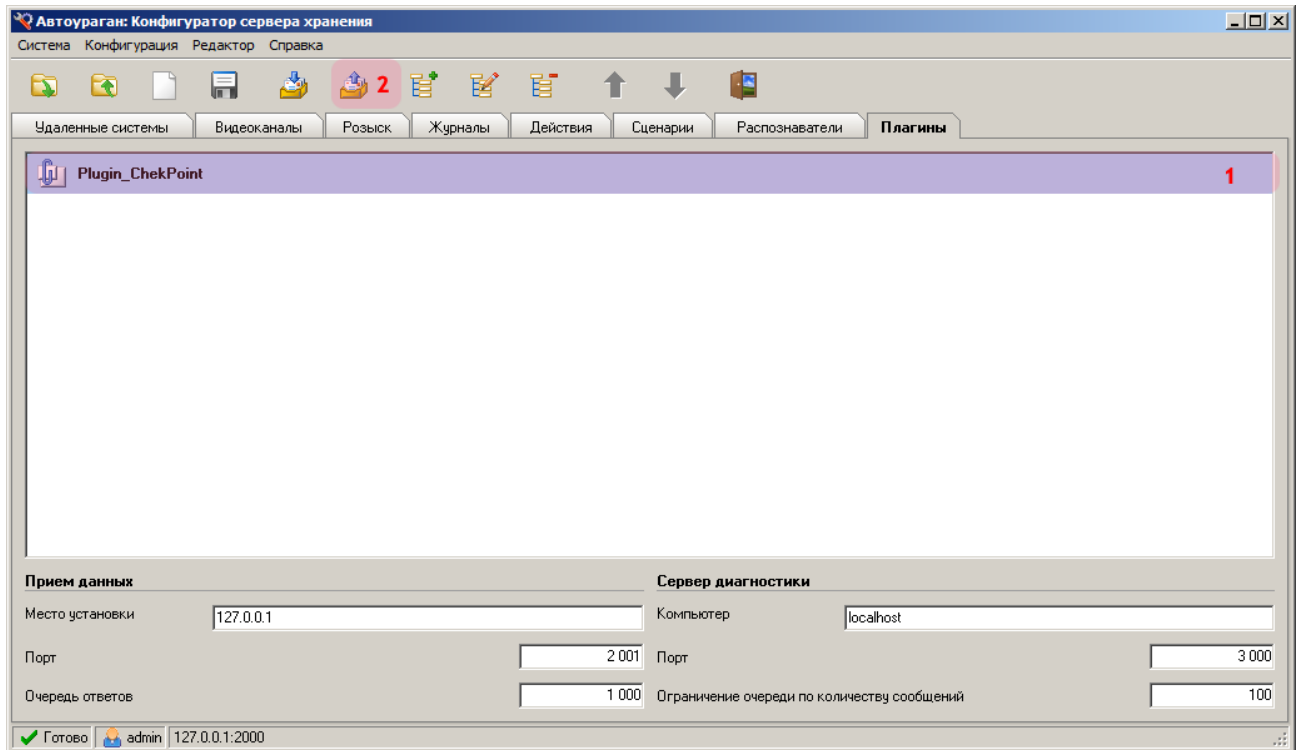 Автоураган: Конфигуратор сервера хранения
Система Конфигурация Редактор Справка
2
Удаленные системы Видеоканалы Розыск Журналы Действия Сценарии Распознаватели Плагины
Plugin_ChekPoint 1
Прием данных Сервер диагностики
Место установки 127.0.0.1 Компьютер localhost
Порт 2 001 Порт 3 000
Очередь ответов 1 000 Ограничение очереди по количеству сообщений 100
Готово admin 127.0.0.1:2000